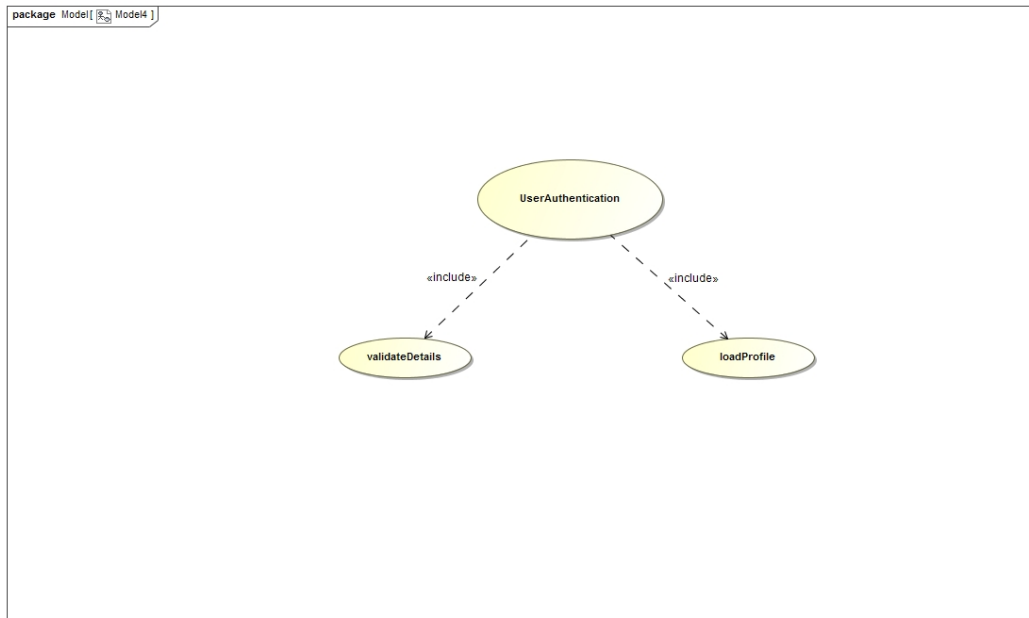 package Model[ Model4 ]
UserAuthentication
«include»
«include»
validateDetails
loadProfile